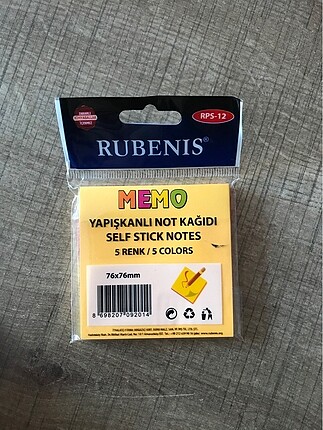 RPS-12
RUBENIS®
MEMO
YAPIŞKANLI NOT KAĞIDI
SELF STICK NOTES
5 RENK / 5 COLORS
76x76mm
8 698207 092014